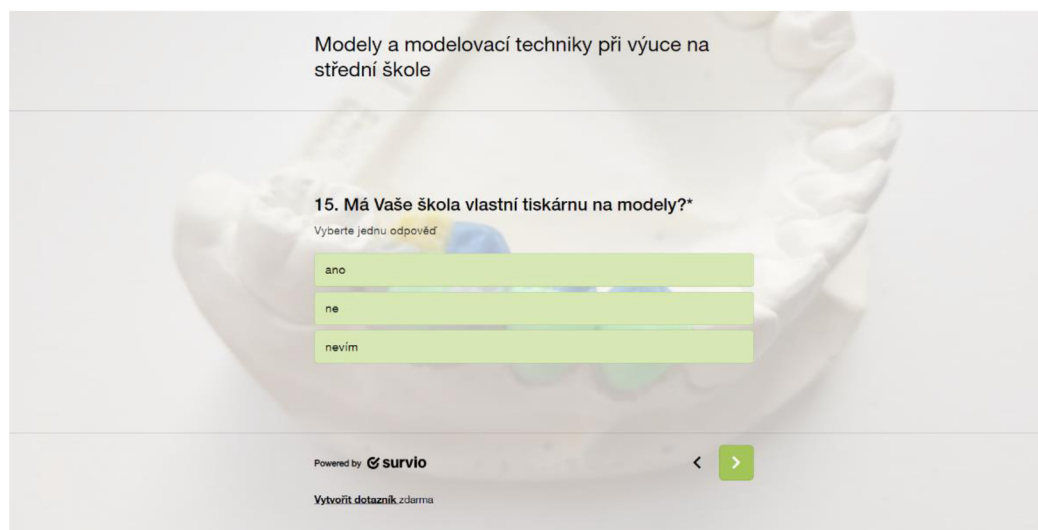 Modely a modelovací techniky při výuce na
střední škole
15. Má Vaše škola vlastní tiskárnu na modely?*
Vyberte jednu odpověď
ano
ne
nevím
Powered by survio
Vytvořit dotazník zdarma